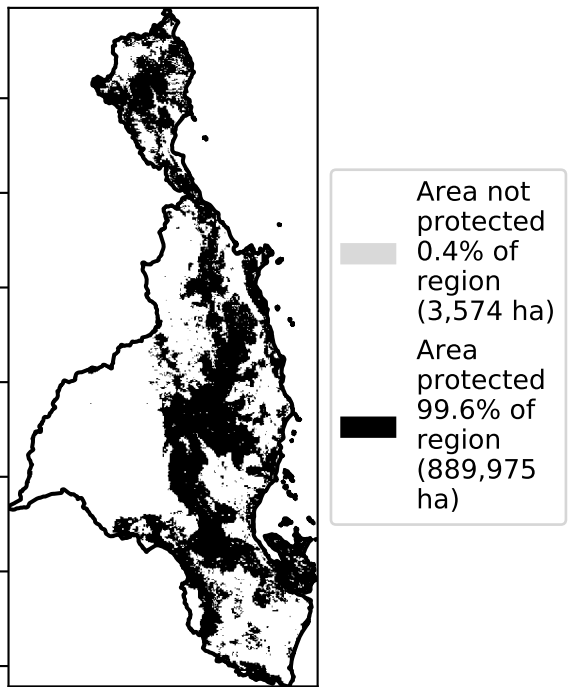 Area not
protected
0.4% of
region
(3,574 ha)
Area
protected
99.6% of
region
(889,975
ha)